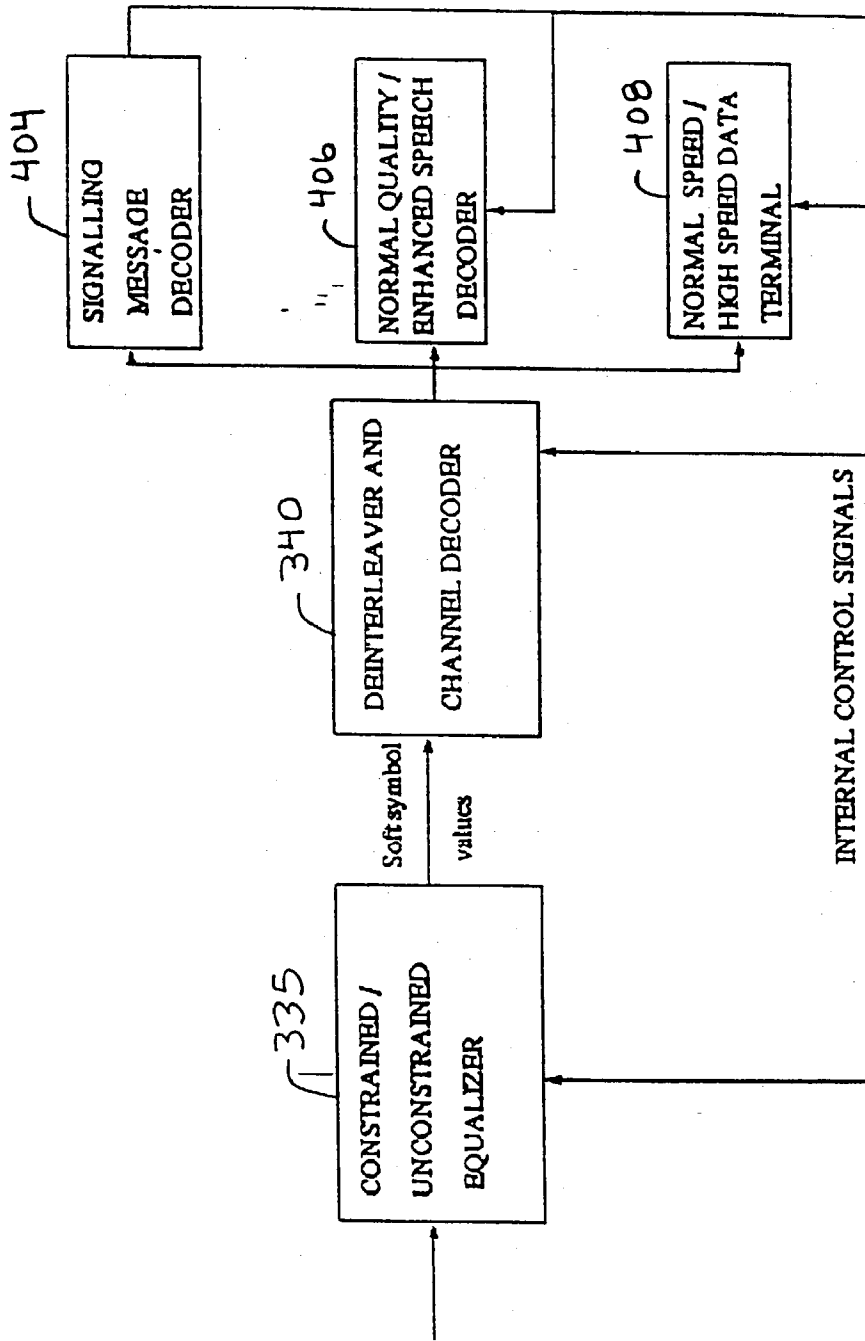 335
CONSTRAINED /
UNCONSTRAINED
EQUALIZER
Soft symbol
values
340
DEINTERLEAVER AND
CHANNEL DECODER
404
SIGNALLING
MESSAGE
DECODER
406
NORMAL QUALITY /
ENHANCED SPEECH
DECODER
408
NORMAL SPEED /
HIGH SPEED DATA
TERMINAL
INTERNAL CONTROL SIGNALS